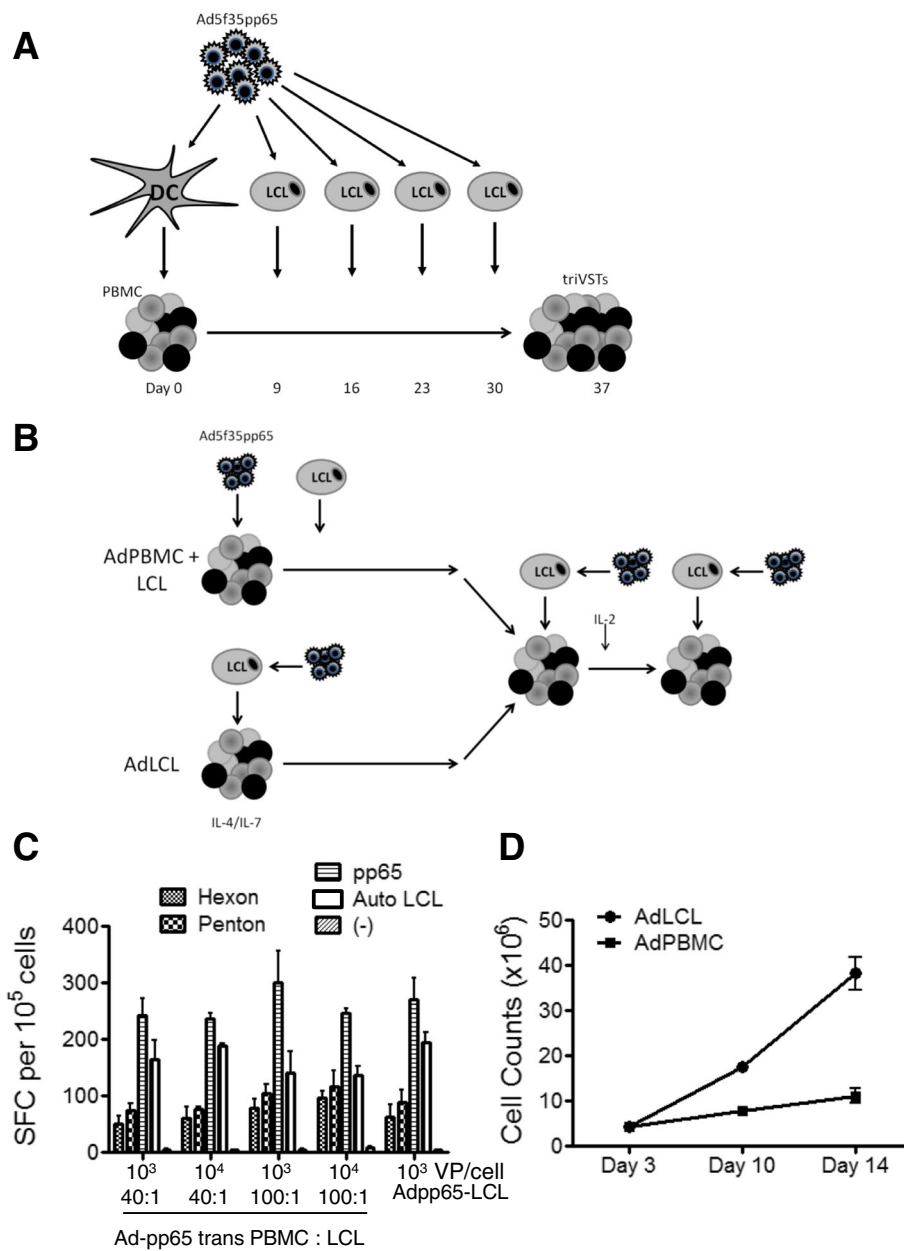 A
Ad5f35pp65
DC
LCL
LCL
LCL
LCL
PBMC
triVSTs
Day 0
9
16
23
30
37
B
Ad5f35pp65
LCL
AdPBMC +
LCL
LCL
LCL
IL-2
LCL
AdLCL
IL-4/IL-7
C
Hexon
Penton
pp65
Auto LCL
(-)
SFC per 10⁵ cells
400
300
200
100
0
10³ 10⁴ 10³ 10⁴ 10³ VP/cell
40:1 40:1 100:1 100:1 Adpp65-LCL
Ad-pp65 trans PBMC : LCL
D
AdLCL
AdPBMC
Cell Counts (x10⁶)
50
40
30
20
10
0
Day 3 Day 10 Day 14